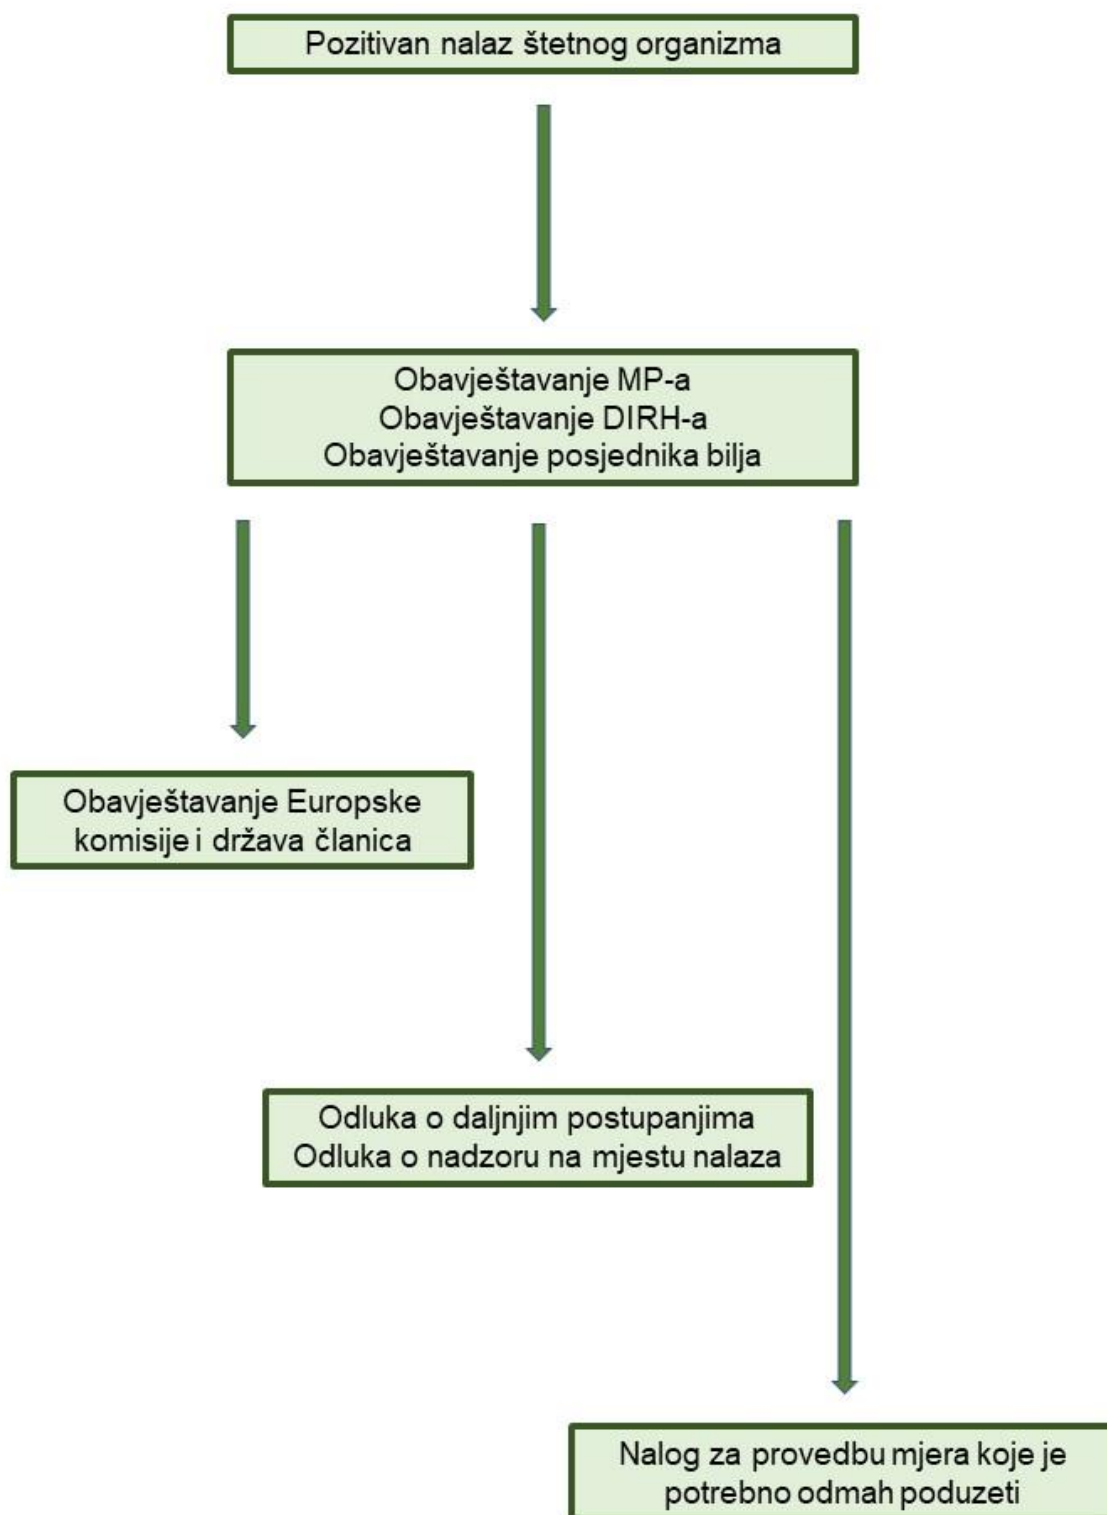 Pozitivan nalaz štetnog organizma
Obavještavanje MP-a
Obavještavanje DIRH-a
Obavještavanje posjednika bilja
Obavještavanje Europske
komisije i država članica
Odluka o daljnjim postupanjima
Odluka o nadzoru na mjestu nalaza
Nalog za provedbu mjera koje je
potrebno odmah poduzeti